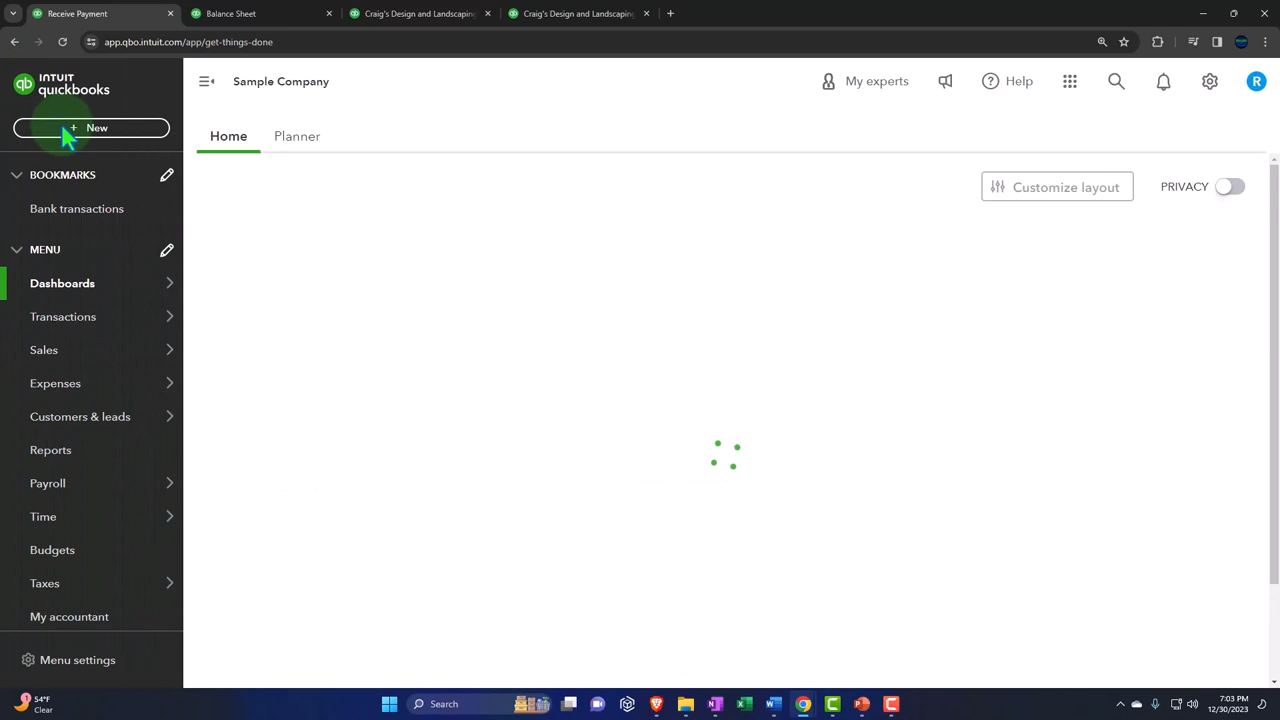 Receive Payment
Balance Sheet
Craig's Design and Landscaping
Craig's Design and Landscaping
app.qbo.intuit.com/app/get-things-done
INTUIT
quickbooks
Sample Company
My experts
Help
R
+ New
Home
Planner
BOOKMARKS
Bank transactions
Customize layout
PRIVACY
MENU
Dashboards
Transactions
Sales
Expenses
Customers & leads
Reports
Payroll
Time
Budgets
Taxes
My accountant
Menu settings
1
54°F
Clear
Search
7:03 PM
12/30/2023